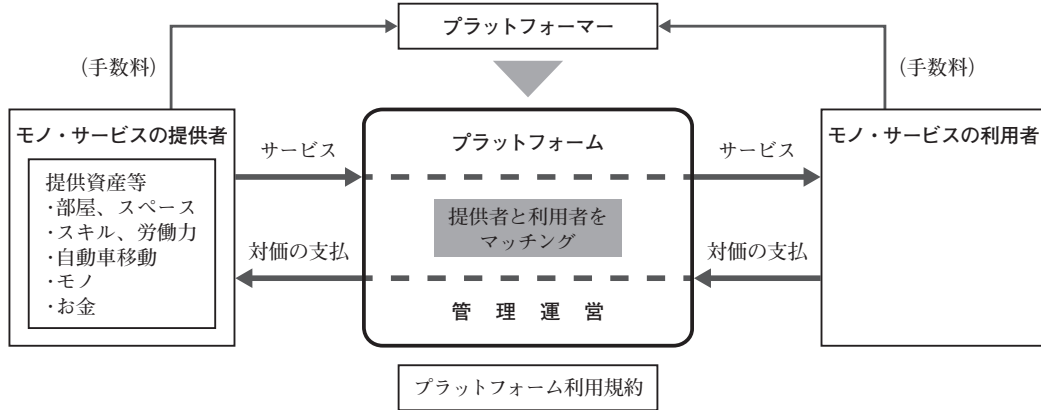 プラットフォーマー
(手数料)
(手数料)
モノ・サービスの提供者
提供資産等
・部屋、スペース
・スキル、労働力
・自動車移動
・モノ
・お金
サービス
対価の支払
プラットフォーム
提供者と利用者を
マッチング
管理運営
サービス
対価の支払
モノ・サービスの利用者
プラットフォーム利用規約